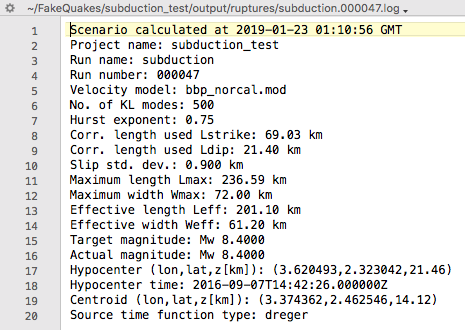 ~/FakeQuakes/subduction_test/output/ruptures/subduction.000047.log
1 Scenario calculated at 2019-01-23 01:10:56 GMT
2 Project name: subduction_test
3 Run name: subduction
4 Run number: 000047
5 Velocity model: bbp_norcal.mod
6 No. of KL modes: 500
7 Hurst exponent: 0.75
8 Corr. length used Lstrike: 69.03 km
9 Corr. length used Ldip: 21.40 km
10 Slip std. dev.: 0.900 km
11 Maximum length Lmax: 236.59 km
12 Maximum width Wmax: 72.00 km
13 Effective length Leff: 201.10 km
14 Effective width Weff: 61.20 km
15 Target magnitude: Mw 8.4000
16 Actual magnitude: Mw 8.4000
17 Hypocenter (lon,lat,z[km]): (3.620493,2.323042,21.46)
18 Hypocenter time: 2016-09-07T14:42:26.000000Z
19 Centroid (lon,lat,z[km]): (3.374362,2.462546,14.12)
20 Source time function type: dreger